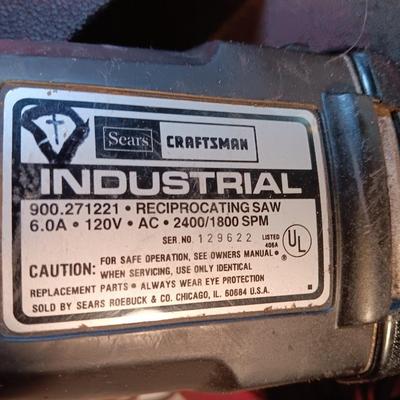 Sears CRAFTSMAN
INDUSTRIAL
900.271221 • RECIPROCATING SAW
6.0A • 120V • AC • 2400/1800 SPM
SER. NO. 129622 LISTED UL
406A
CAUTION: FOR SAFE OPERATION, SEE OWNERS MANUAL •
WHEN SERVICING, USE ONLY IDENTICAL
REPLACEMENT PARTS • ALWAYS WEAR EYE PROTECTION
SOLD BY SEARS ROEBUCK & CO. CHICAGO, IL. 60684 U.S.A.